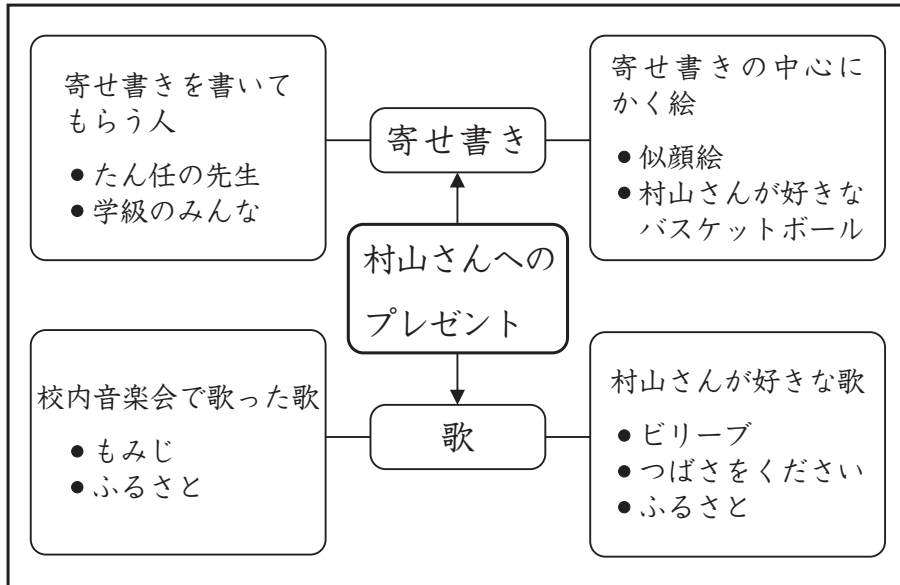 寄せ書きを書いて
もらう人
●たん任の先生
●学級のみんな
寄せ書き
寄せ書きの中心に
かく絵
●似顔絵
●村山さんが好きな
バスケットボール
村山さんへの
プレゼント
校内音楽会で歌った歌
●もみじ
●ふるさと
歌
村山さんが好きな歌
●ビリーブ
●つばさをください
●ふるさと